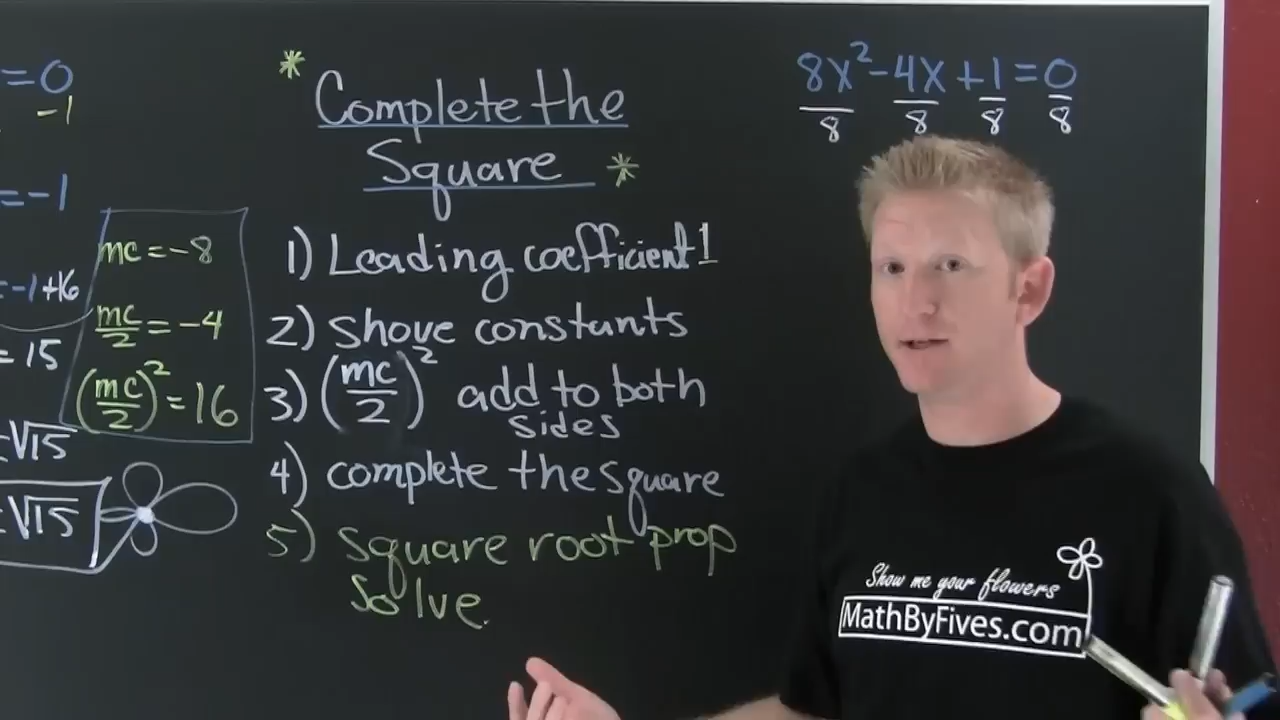 =0
-1
=-1
=-1+16
= 15
=√15
=√15
mc = -8
mc/2 = -4
(mc/2)² = 16
* Complete the
Square *
1) Leading coefficient 1
2) Shove constants
3) (mc/2)² add to both
sides
4) complete the square
5) square root prop
solve.
8x² - 4x + 1 = 0
8 8 8 8
Show me your flowers
MathByFives.com